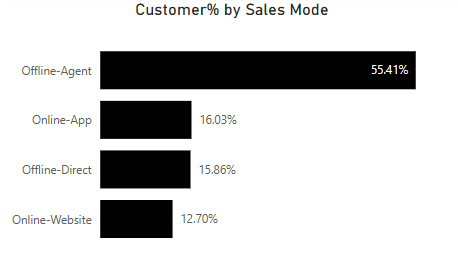 Customer% by Sales Mode
Offline-Agent 55.41%
Online-App 16.03%
Offline-Direct 15.86%
Online-Website 12.70%